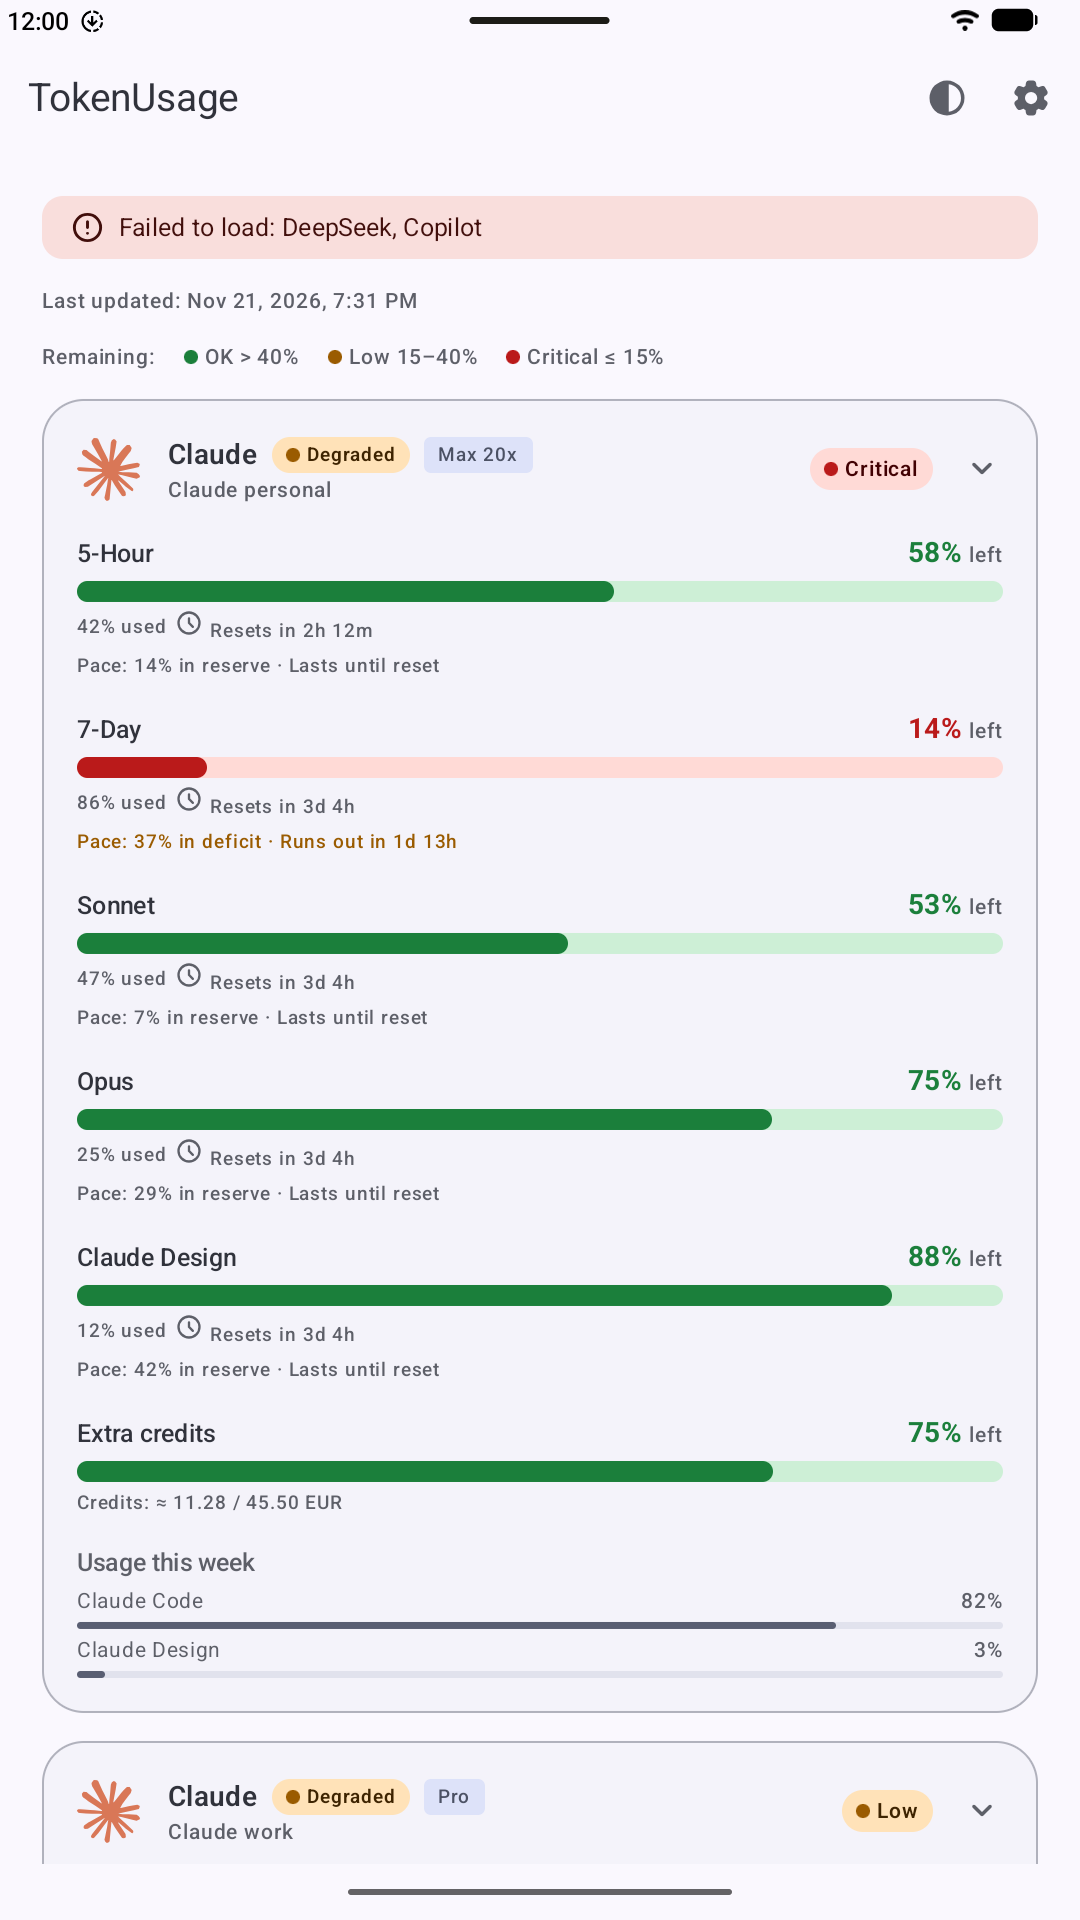 12:00
TokenUsage
Failed to load: DeepSeek, Copilot
Last updated: Nov 21, 2026, 7:31 PM
Remaining: OK > 40% Low 15–40% Critical ≤ 15%
Claude Degraded Max 20x
Claude personal
Critical
5-Hour 58% left
42% used Resets in 2h 12m
Pace: 14% in reserve · Lasts until reset
7-Day 14% left
86% used Resets in 3d 4h
Pace: 37% in deficit · Runs out in 1d 13h
Sonnet 53% left
47% used Resets in 3d 4h
Pace: 7% in reserve · Lasts until reset
Opus 75% left
25% used Resets in 3d 4h
Pace: 29% in reserve · Lasts until reset
Claude Design 88% left
12% used Resets in 3d 4h
Pace: 42% in reserve · Lasts until reset
Extra credits 75% left
Credits: ≈ 11.28 / 45.50 EUR
Usage this week
Claude Code 82%
Claude Design 3%
Claude Degraded Pro
Claude work
Low